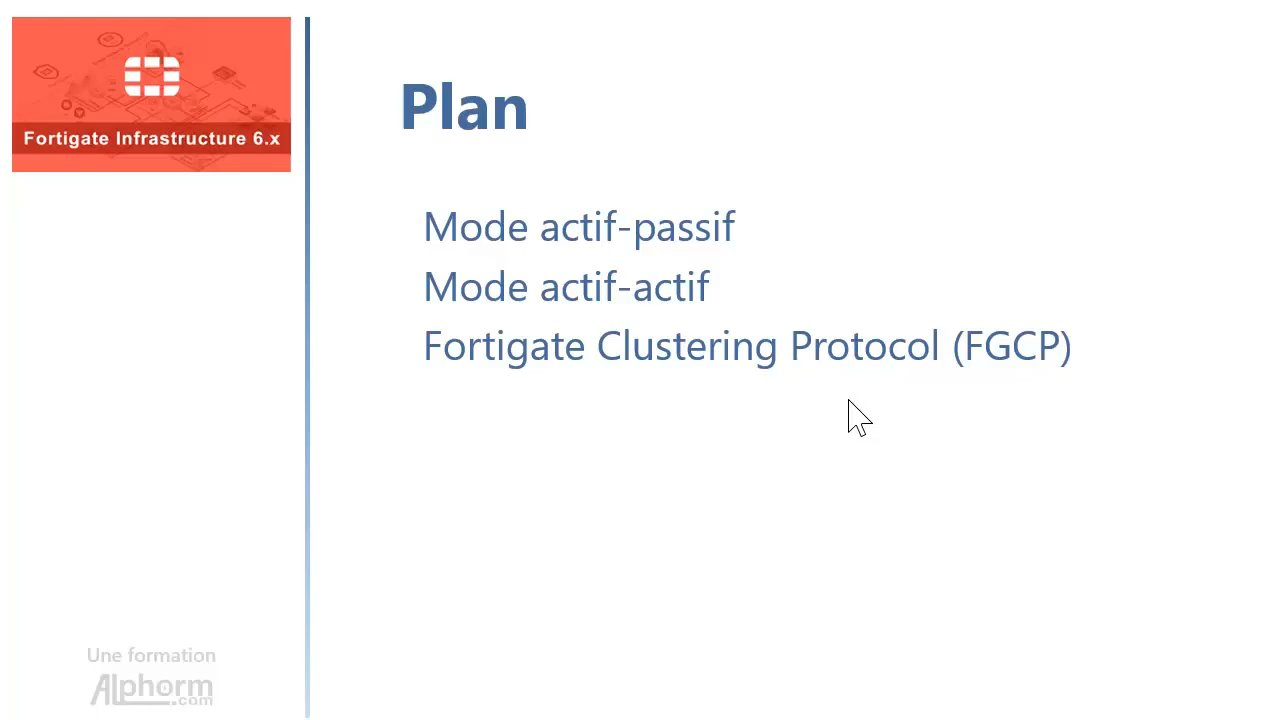 Fortigate Infrastructure 6.x
Plan
Mode actif-passif
Mode actif-actif
Fortigate Clustering Protocol (FGCP)
Une formation
Alphorm
.com